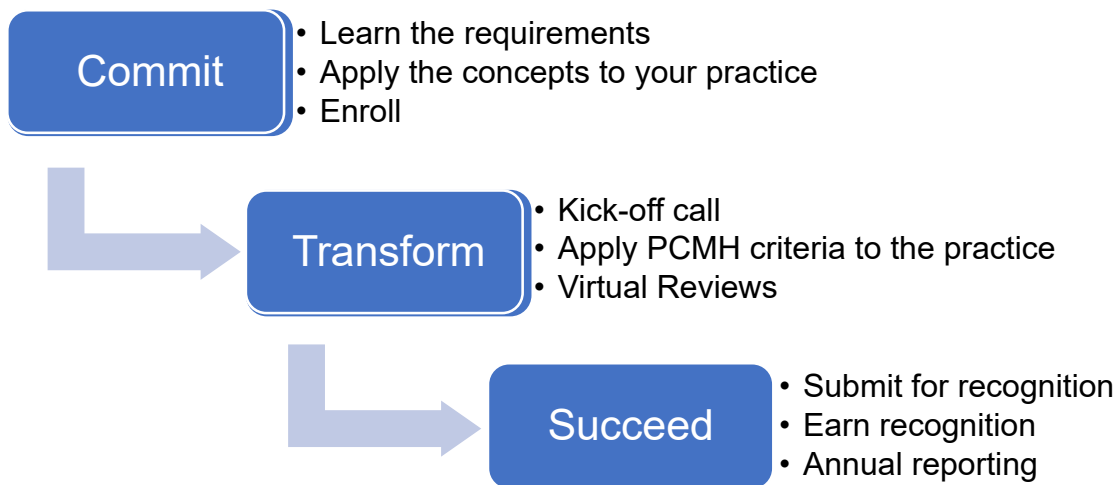 Commit
• Learn the requirements
• Apply the concepts to your practice
• Enroll
Transform
• Kick-off call
• Apply PCMH criteria to the practice
• Virtual Reviews
Succeed
• Submit for recognition
• Earn recognition
• Annual reporting